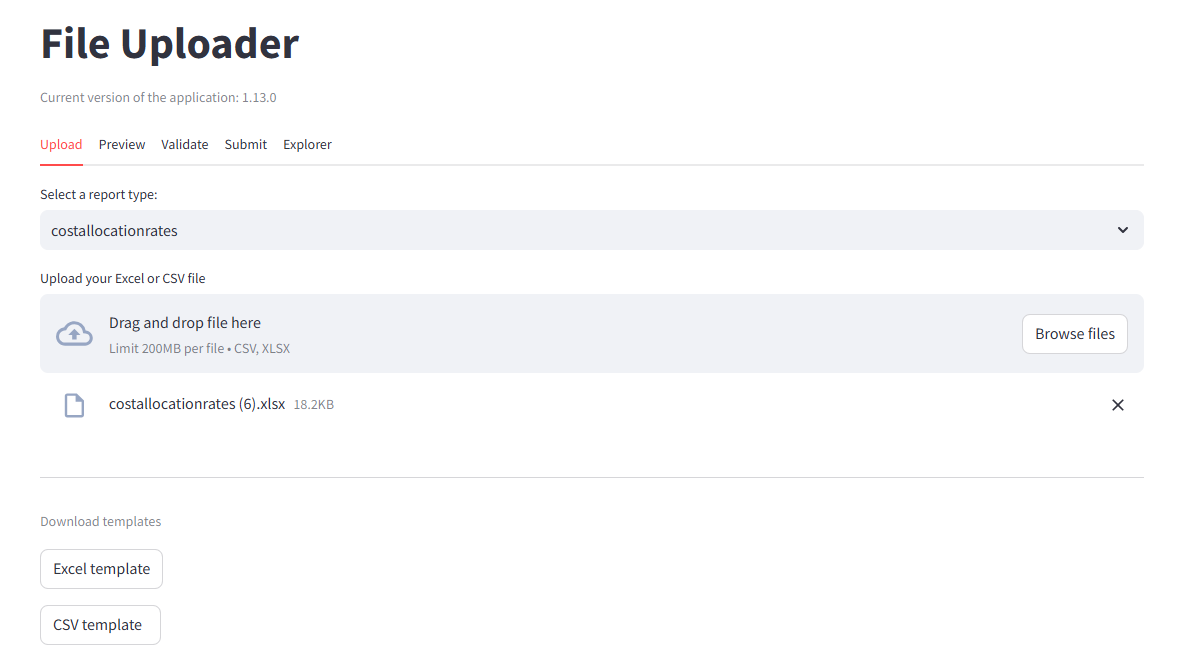 File Uploader
Current version of the application: 1.13.0
Upload Preview Validate Submit Explorer
Select a report type:
costallocationrates
Upload your Excel or CSV file
Drag and drop file here
Limit 200MB per file • CSV, XLSX
Browse files
costallocationrates (6).xlsx 18.2KB
Download templates
Excel template
CSV template